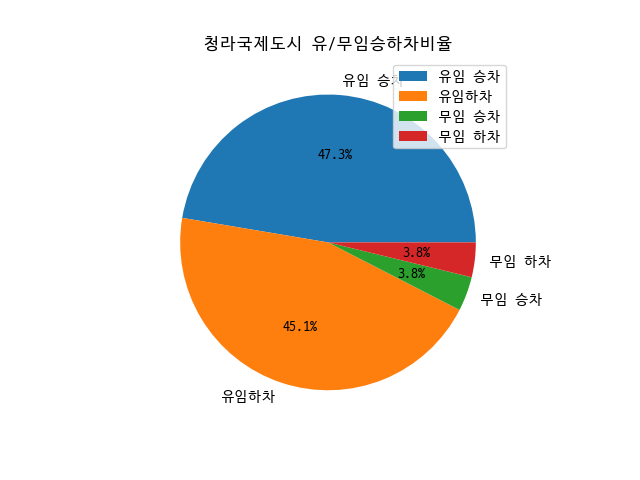 청라국제도시 유/무임승하차비율
유임 승차
유임 승차
유임하차
무임 승차
무임 하차
47.3%
3.8%
무임 하차
3.8%
무임 승차
45.1%
유임하차